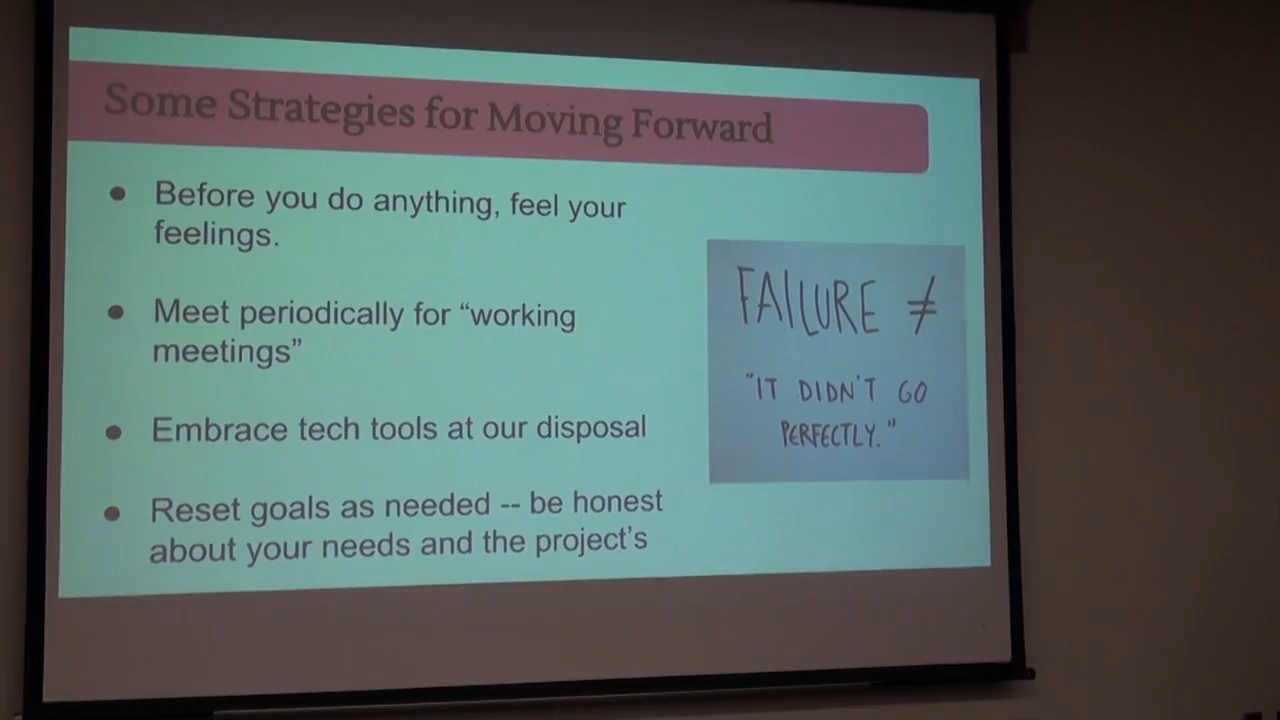 Some Strategies for Moving Forward
● Before you do anything, feel your
feelings.
● Meet periodically for “working
meetings”
● Embrace tech tools at our disposal
● Reset goals as needed -- be honest
about your needs and the project’s
FAILURE ≠
"IT DIDN'T GO
PERFECTLY."